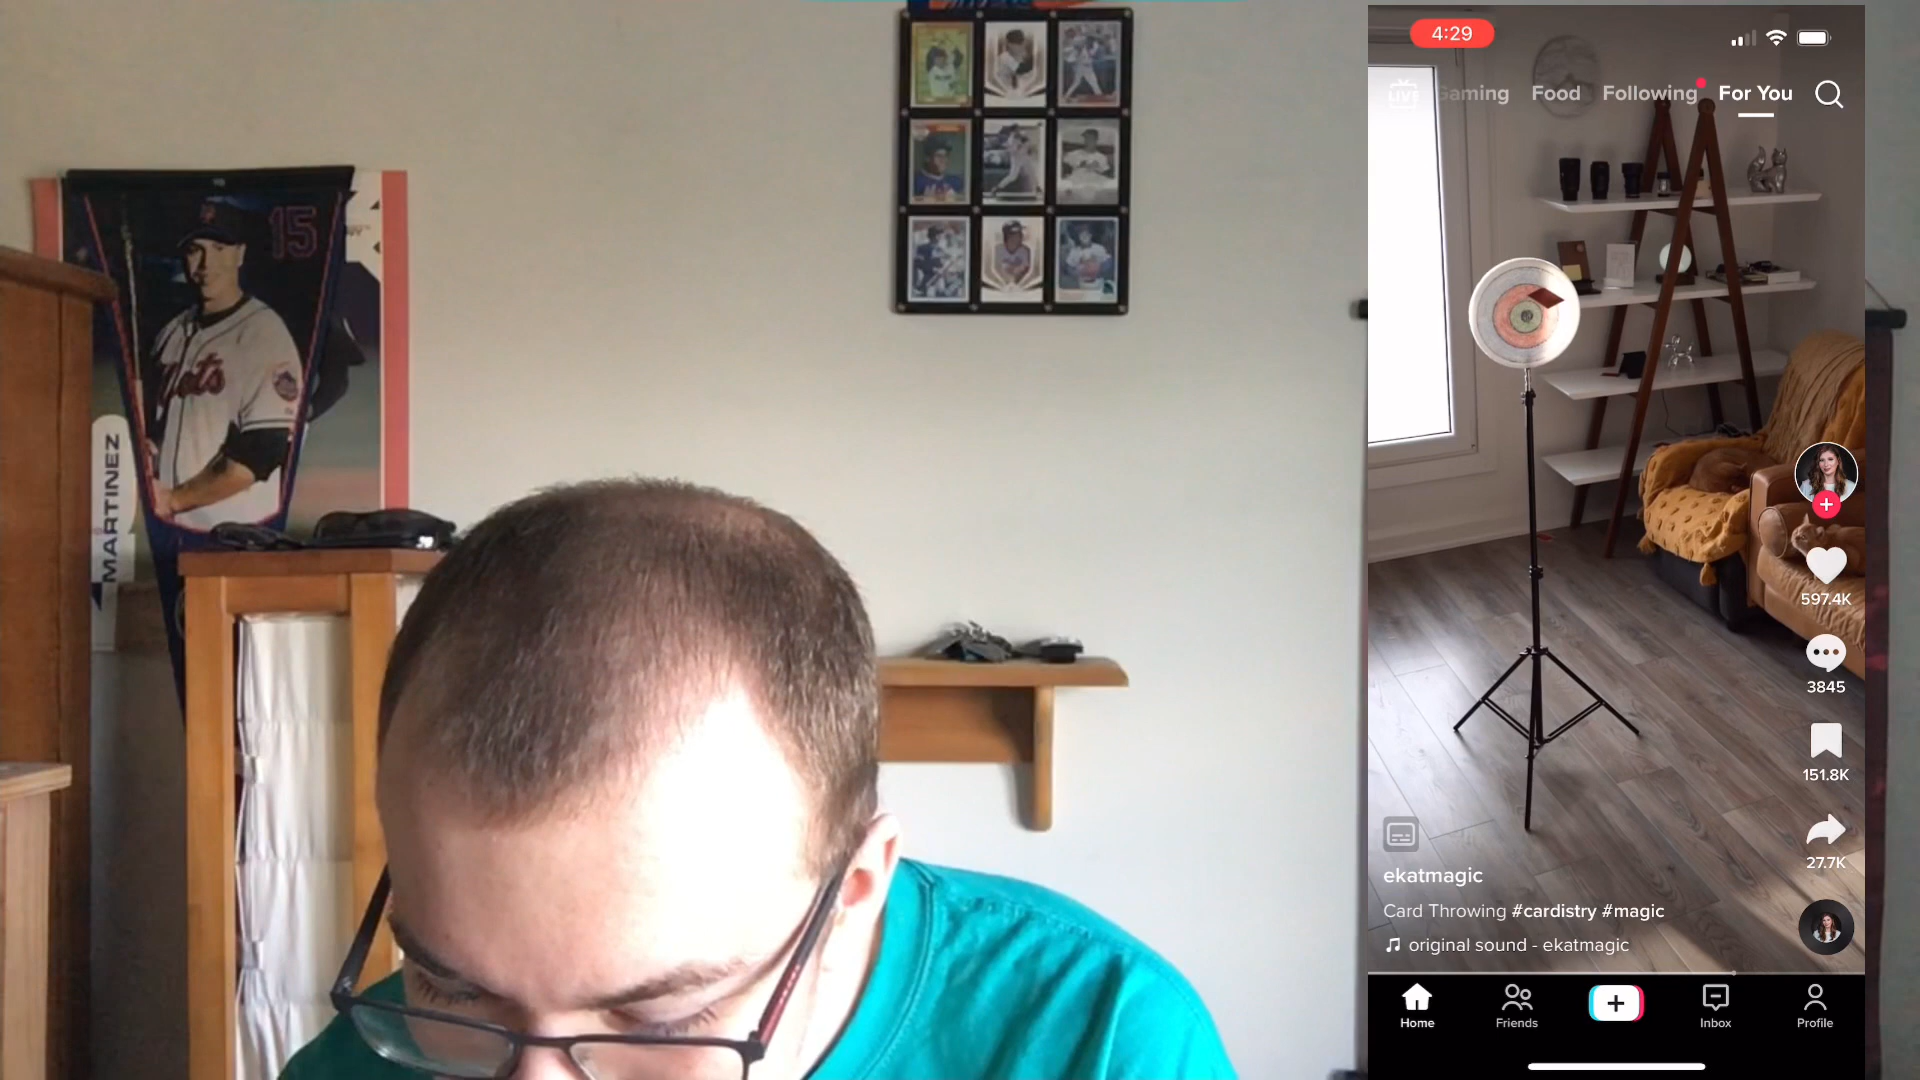 15
Mets
MARTINEZ
4:29
LIVE Gaming Food Following For You
597.4K
3845
151.8K
27.7K
ekatmagic
Card Throwing #cardistry #magic
original sound - ekatmagic
Home Friends Inbox Profile